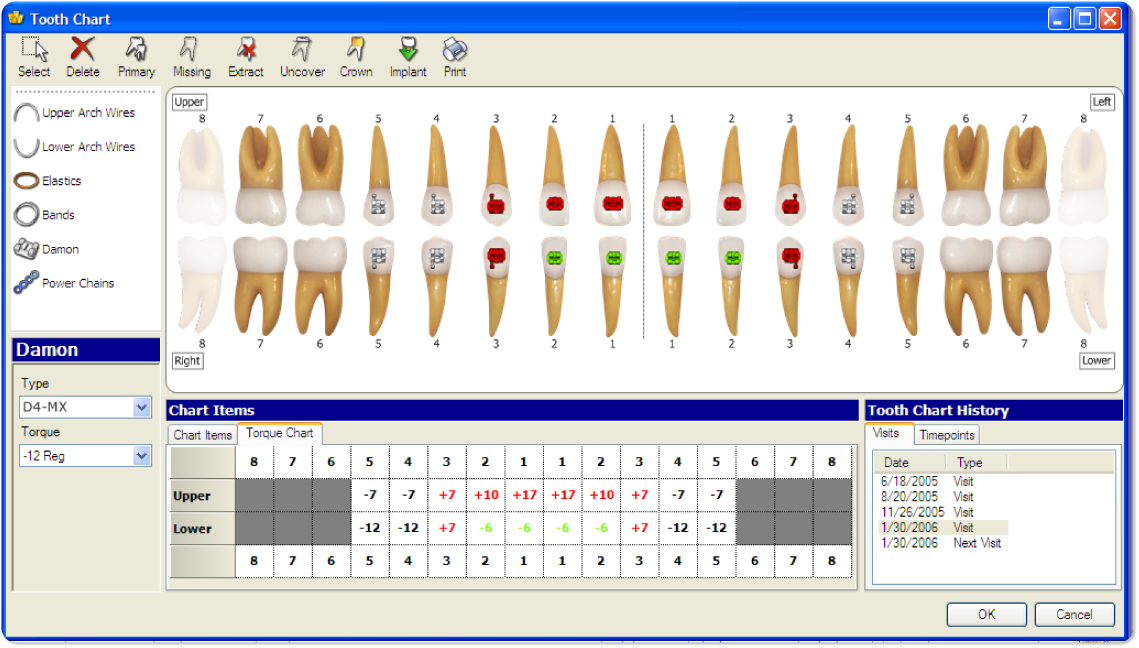 Tooth Chart
Select Delete Primary Missing Extract Uncover Crown Implant Print
Upper Arch Wires
Lower Arch Wires
Elastics
Bands
Damon
Power Chains
Damon
Type
D4-MX
Torque
-12 Reg
Upper Left
8 7 6 5 4 3 2 1 1 2 3 4 5 6 7 8
8 7 6 5 4 3 2 1 1 2 3 4 5 6 7 8
Right Lower
Chart Items
Chart Items Torque Chart
8 7 6 5 4 3 2 1 1 2 3 4 5 6 7 8
Upper -7 -7 +7 +10 +17 +17 +10 +7 -7 -7
Lower -12 -12 +7 -6 -6 -6 -6 +7 -12 -12
8 7 6 5 4 3 2 1 1 2 3 4 5 6 7 8
Tooth Chart History
Visits Timepoints
Date Type
6/18/2005 Visit
8/20/2005 Visit
11/26/2005 Visit
1/30/2006 Visit
1/30/2006 Next Visit
OK Cancel